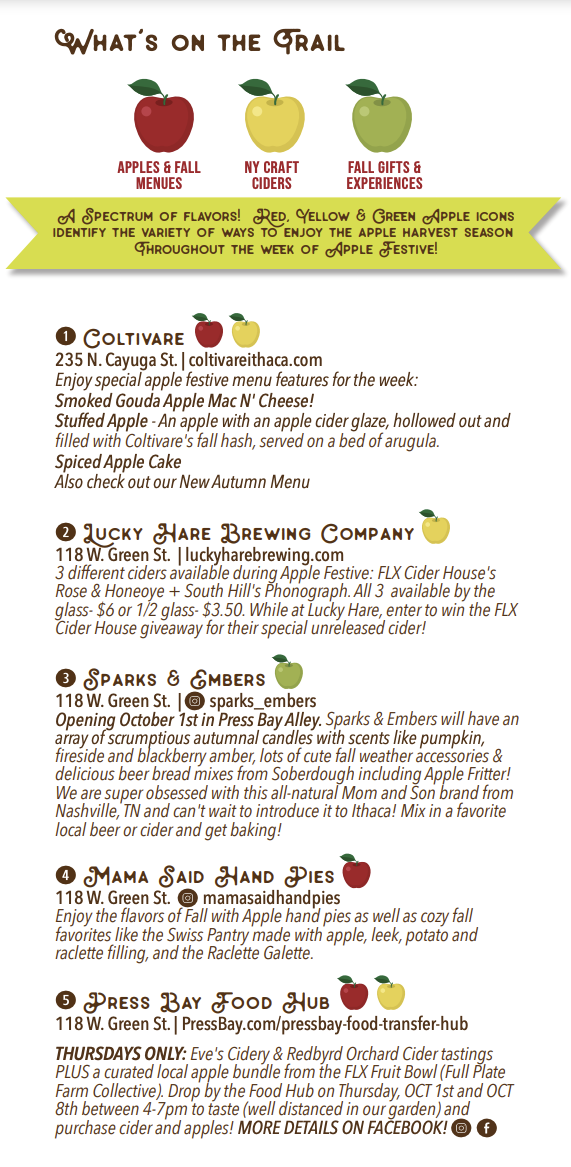 What's on the Trail
APPLES & FALL MENUES
NY CRAFT CIDERS
FALL GIFTS & EXPERIENCES
A Spectrum of flavors! Red, Yellow & Green Apple icons
identify the variety of ways to enjoy the apple harvest season
Throughout the week of Apple Festive!
1 Coltivare
235 N. Cayuga St. | coltivareithaca.com
Enjoy special apple festive menu features for the week:
Smoked Gouda Apple Mac N' Cheese!
Stuffed Apple - An apple with an apple cider glaze, hollowed out and
filled with Coltivare's fall hash, served on a bed of arugula.
Spiced Apple Cake
Also check out our New Autumn Menu
2 Lucky Hare Brewing Company
118 W. Green St. | luckyharebrewing.com
3 different ciders available during Apple Festive: FLX Cider House's
Rose & Honeoye + South Hill's Phonograph. All 3 available by the
glass- $6 or 1/2 glass- $3.50. While at Lucky Hare, enter to win the FLX
Cider House giveaway for their special unreleased cider!
3 Sparks & Embers
118 W. Green St. | sparks_embers
Opening October 1st in Press Bay Alley. Sparks & Embers will have an
array of scrumptious autumnal candles with scents like pumpkin,
fireside and blackberry amber, lots of cute fall weather accessories &
delicious beer bread mixes from Soberdough including Apple Fritter!
We are super obsessed with this all-natural Mom and Son brand from
Nashville, TN and can't wait to introduce it to Ithaca! Mix in a favorite
local beer or cider and get baking!
4 Mama Said Hand Pies
118 W. Green St. mamasaidhandpies
Enjoy the flavors of Fall with Apple hand pies as well as cozy fall
favorites like the Swiss Pantry made with apple, leek, potato and
raclette filling, and the Raclette Galette.
5 Press Bay Food Hub
118 W. Green St. | PressBay.com/pressbay-food-transfer-hub
THURSDAYS ONLY: Eve's Cidery & Redbyrd Orchard Cider tastings
PLUS a curated local apple bundle from the FLX Fruit Bowl (Full Plate
Farm Collective). Drop by the Food Hub on Thursday, OCT 1st and OCT
8th between 4-7pm to taste (well distanced in our garden) and
purchase cider and apples! MORE DETAILS ON FACEBOOK!